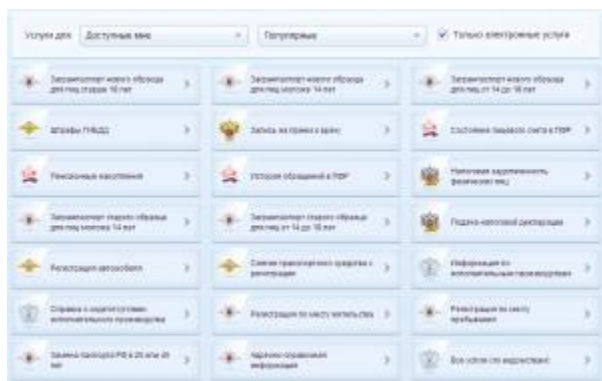 Услуги для: Доступные мне Популярные Только электронные услуги
Загранпаспорт нового образца
для лиц старше 18 лет
Загранпаспорт нового образца
для лиц моложе 14 лет
Загранпаспорт нового образца
для лиц от 14 до 18 лет
Штрафы ГИБДД
Запись на прием к врачу
Состояние лицевого счета в ПФР
Пенсионные накопления
История обращений в ПФР
Налоговая задолженность
физических лиц
Загранпаспорт старого образца
для лиц моложе 14 лет
Загранпаспорт старого образца
для лиц от 14 до 18 лет
Подача налоговой декларации
Регистрация автомобиля
Снятие транспортного средства с
регистрации
Информация по
исполнительным производствам
Справка о
исполнительного производства
Регистрация по месту жительства
Регистрация по месту
пребывания
Замена паспорта РФ в 20 или 45
лет
Адресно-справочная
информация
Все услуги (по ведомствам)